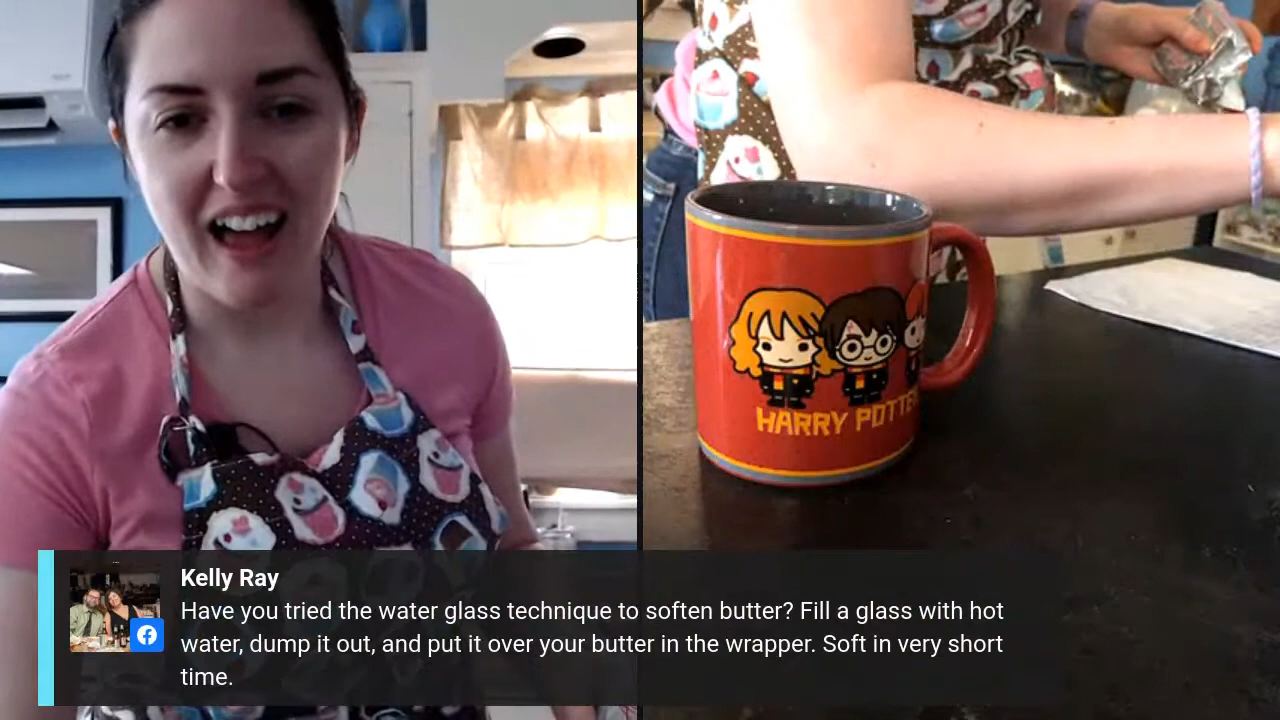 HARRY POTTE
Kelly Ray
Have you tried the water glass technique to soften butter? Fill a glass with hot
water, dump it out, and put it over your butter in the wrapper. Soft in very short
time.